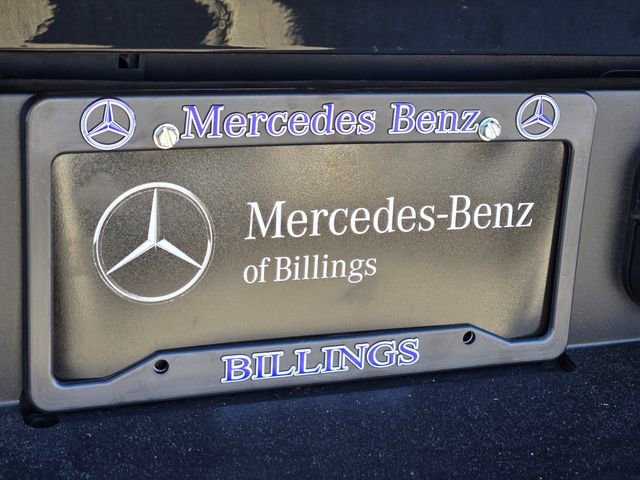 Mercedes Benz
Mercedes-Benz
of Billings
BILLINGS